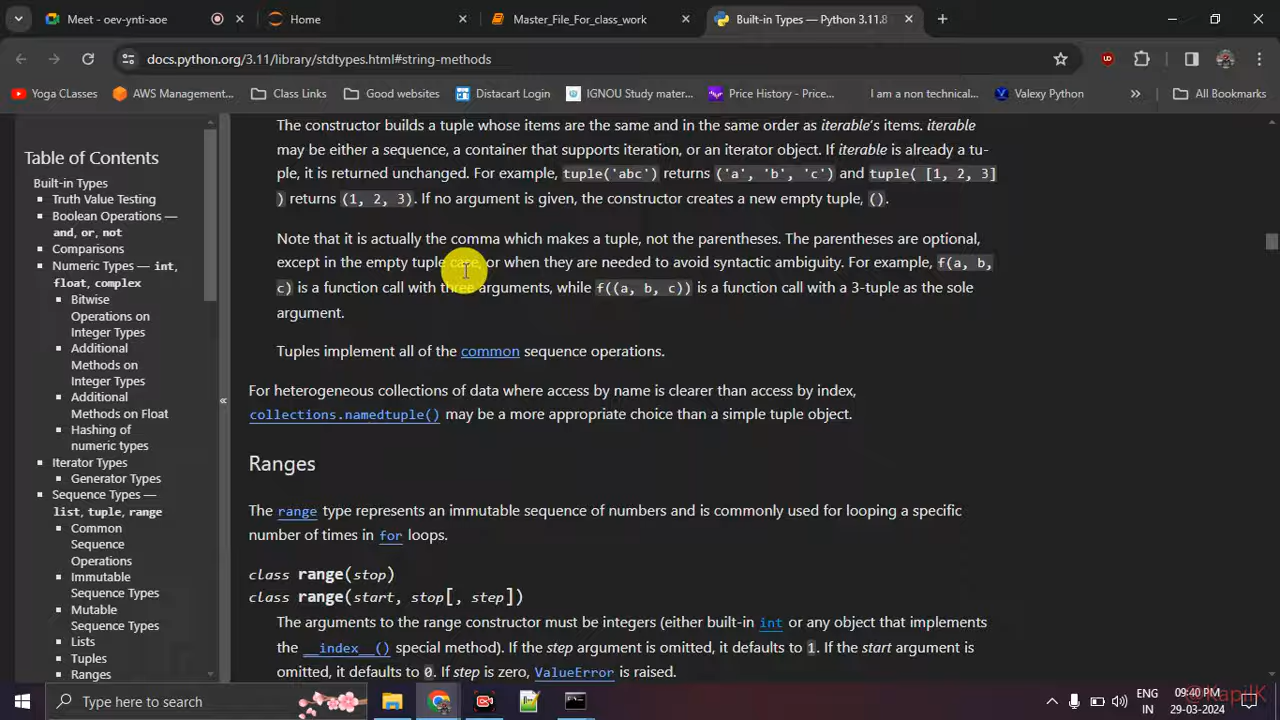 Meet - oev-ynti-aoe
Home
Master_File_For_class_work
Built-in Types — Python 3.11.8
docs.python.org/3.11/library/stdtypes.html#string-methods
Yoga CLasses
AWS Management...
Class Links
Good websites
Distacart Login
IGNOU Study mater...
Price History - Price...
I am a non technical...
Valexy Python
»
All Bookmarks
Table of Contents
Built-in Types
Truth Value Testing
Boolean Operations —
and, or, not
Comparisons
Numeric Types — int,
float, complex
Bitwise
Operations on
Integer Types
Additional
Methods on
Integer Types
Additional
Methods on Float
Hashing of
numeric types
Iterator Types
Generator Types
Sequence Types —
list, tuple, range
Common
Sequence
Operations
Immutable
Sequence Types
Mutable
Sequence Types
Lists
Tuples
Ranges
«
The constructor builds a tuple whose items are the same and in the same order as iterable's items. iterable
may be either a sequence, a container that supports iteration, or an iterator object. If iterable is already a tu-
ple, it is returned unchanged. For example, tuple('abc') returns ('a', 'b', 'c') and tuple( [1, 2, 3]
) returns (1, 2, 3). If no argument is given, the constructor creates a new empty tuple, ().
Note that it is actually the comma which makes a tuple, not the parentheses. The parentheses are optional,
except in the empty tuple case, or when they are needed to avoid syntactic ambiguity. For example, f(a, b,
c) is a function call with three arguments, while f((a, b, c)) is a function call with a 3-tuple as the sole
argument.
Tuples implement all of the common sequence operations.
For heterogeneous collections of data where access by name is clearer than access by index,
collections.namedtuple() may be a more appropriate choice than a simple tuple object.
Ranges
The range type represents an immutable sequence of numbers and is commonly used for looping a specific
number of times in for loops.
class range(stop)
class range(start, stop[, step])
The arguments to the range constructor must be integers (either built-in int or any object that implements
the __index__() special method). If the step argument is omitted, it defaults to 1. If the start argument is
omitted, it defaults to 0. If step is zero, ValueError is raised.
Type here to search
ENG
IN
09:40 PM
29-03-2024
@KapilK